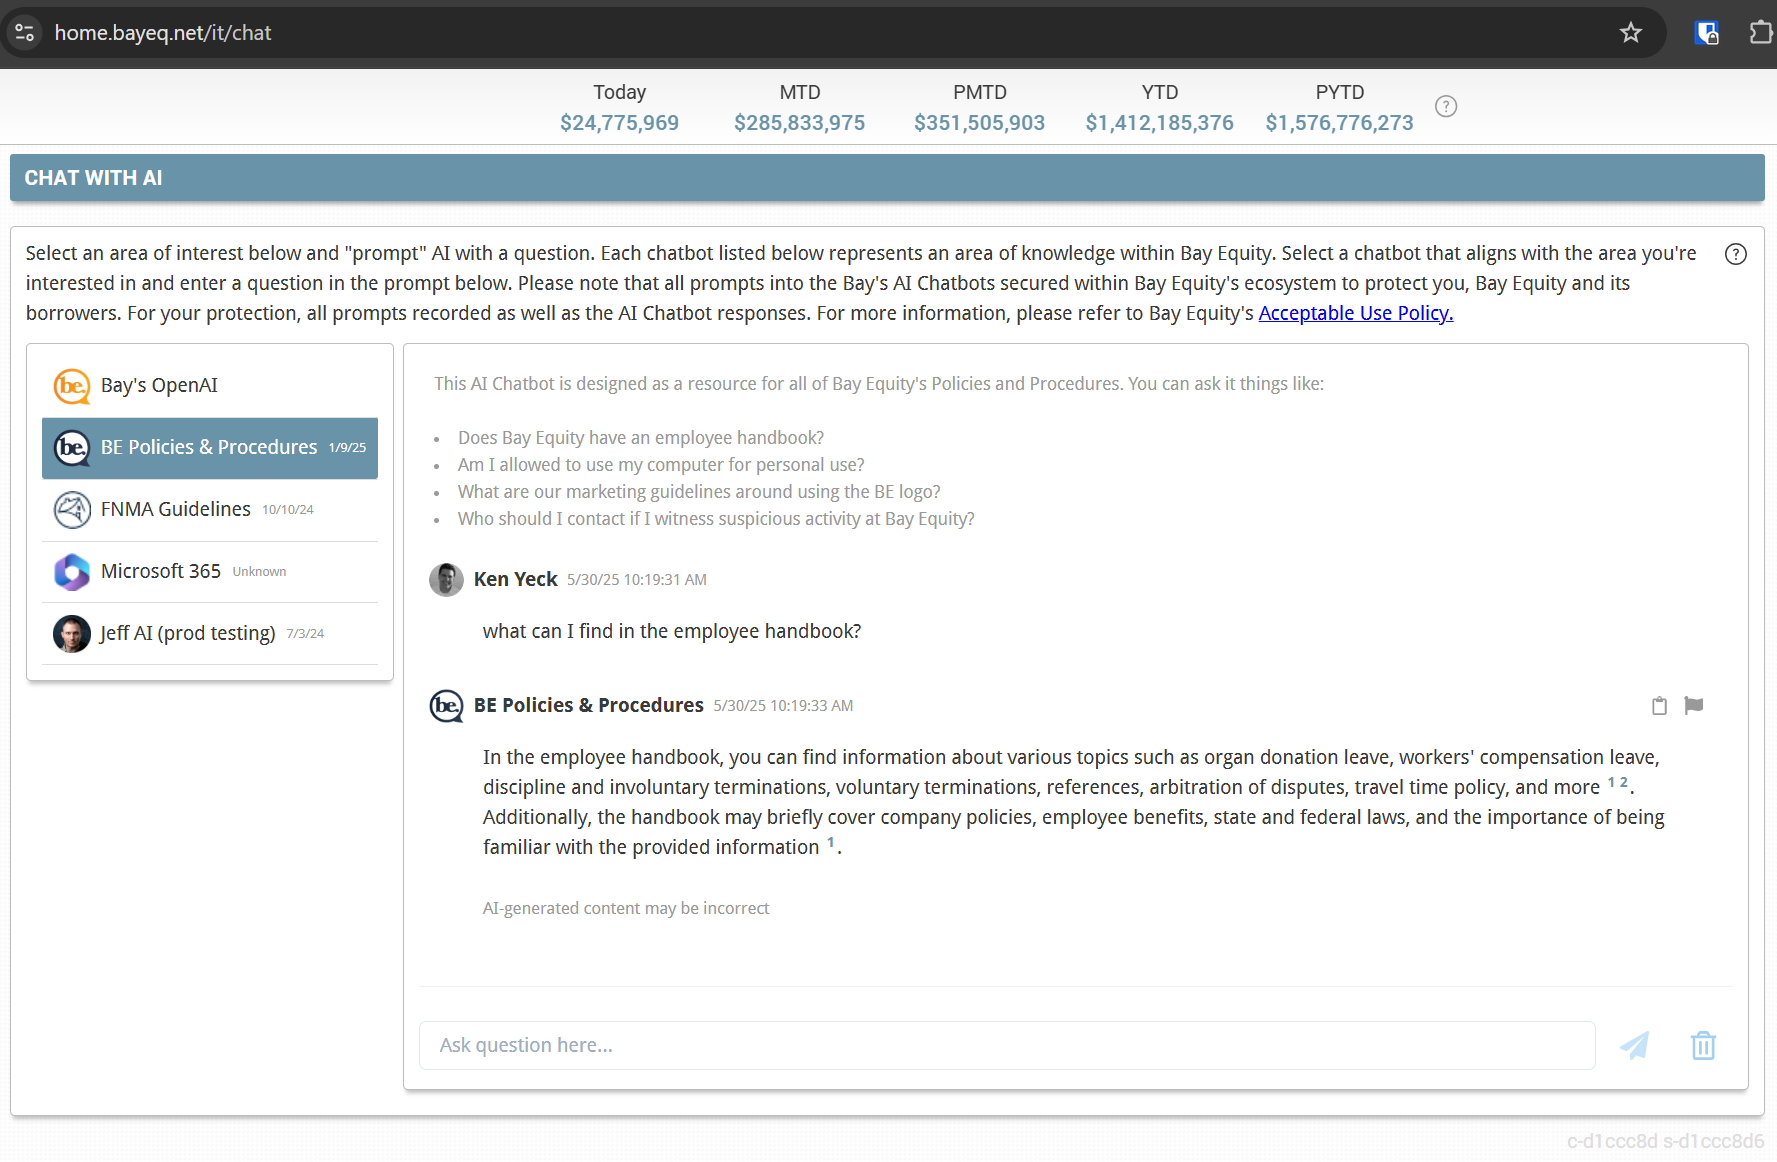 home.bayeq.net/it/chat
Today MTD PMTD YTD PYTD
$24,775,969 $285,833,975 $351,505,903 $1,412,185,376 $1,576,776,273 ?
CHAT WITH AI
Select an area of interest below and "prompt" AI with a question. Each chatbot listed below represents an area of knowledge within Bay Equity. Select a chatbot that aligns with the area you're
interested in and enter a question in the prompt below. Please note that all prompts into the Bay's AI Chatbots secured within Bay Equity's ecosystem to protect you, Bay Equity and its
borrowers. For your protection, all prompts recorded as well as the AI Chatbot responses. For more information, please refer to Bay Equity's Acceptable Use Policy.
?
be. Bay's OpenAI
be. BE Policies & Procedures 1/9/25
FNMA Guidelines 10/10/24
Microsoft 365 Unknown
Jeff AI (prod testing) 7/3/24
This AI Chatbot is designed as a resource for all of Bay Equity's Policies and Procedures. You can ask it things like:
• Does Bay Equity have an employee handbook?
• Am I allowed to use my computer for personal use?
• What are our marketing guidelines around using the BE logo?
• Who should I contact if I witness suspicious activity at Bay Equity?
Ken Yeck 5/30/25 10:19:31 AM
what can I find in the employee handbook?
be. BE Policies & Procedures 5/30/25 10:19:33 AM
In the employee handbook, you can find information about various topics such as organ donation leave, workers' compensation leave,
discipline and involuntary terminations, voluntary terminations, references, arbitration of disputes, travel time policy, and more 1 2.
Additionally, the handbook may briefly cover company policies, employee benefits, state and federal laws, and the importance of being
familiar with the provided information 1.
AI-generated content may be incorrect
Ask question here...
c-d1ccc8d s-d1ccc8d6